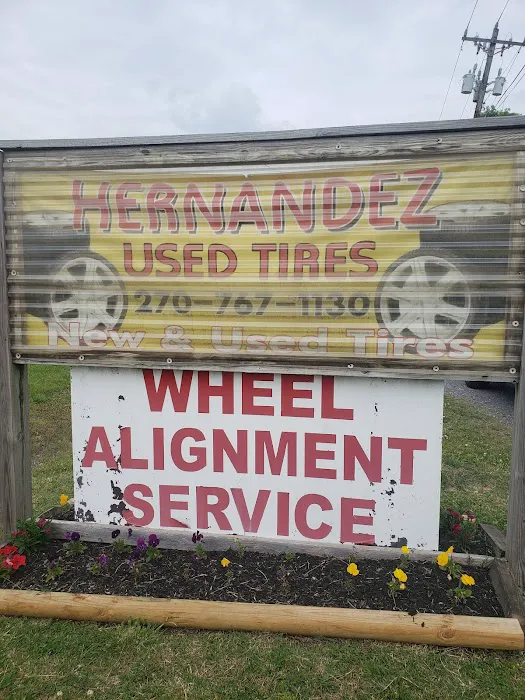 HERNANDEZ
USED TIRES
270-767-1130
New & Used Tires
WHEEL
ALIGNMENT
SERVICE